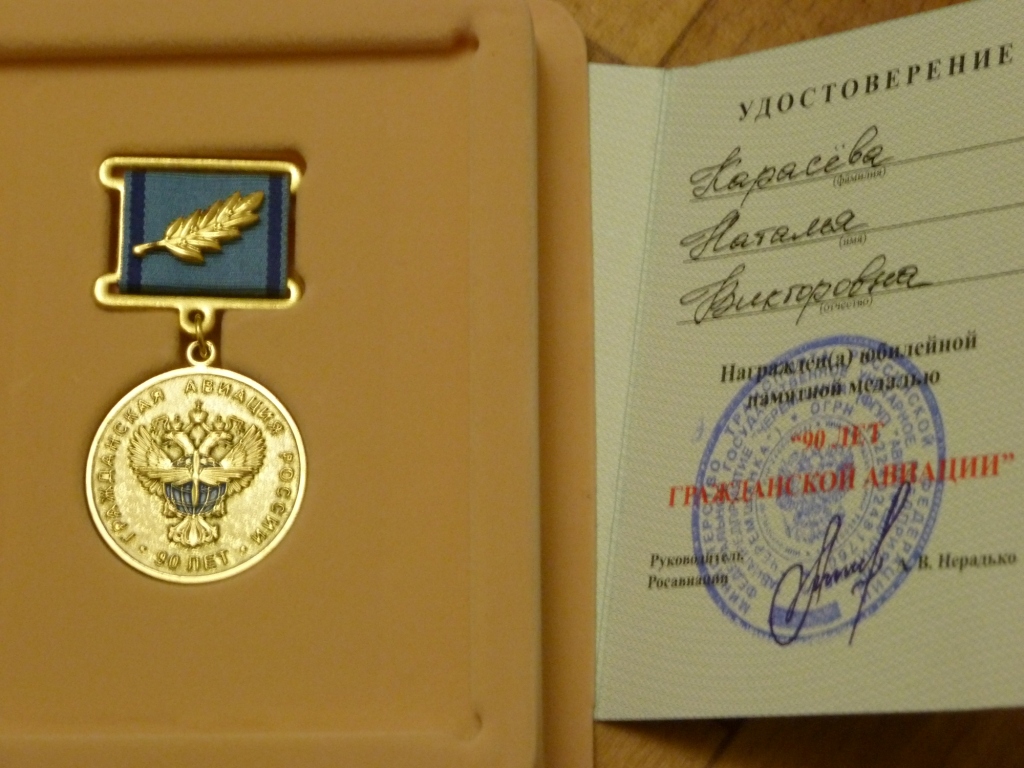 ГРАЖДАНСКАЯ АВИАЦИЯ РОССИИ
• 90 ЛЕТ •
УДОСТОВЕРЕНИЕ
Карасёва
(фамилия)
Наталья
(имя)
Викторовна
(отчество)
Награжден(а) юбилейной
памятной медалью
“90 ЛЕТ
ГРАЖДАНСКОЙ АВИАЦИИ”
Руководитель
Росавиации
А. В. Нерадько